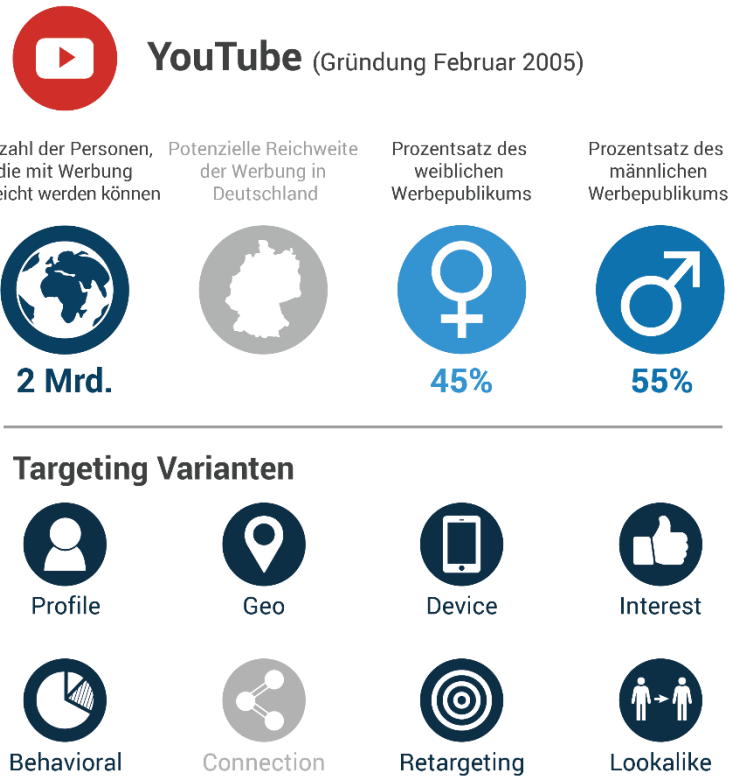 YouTube (Gründung Februar 2005)
zahl der Personen,
die mit Werbung
eicht werden können
Potenzielle Reichweite
der Werbung in
Deutschland
Prozentsatz des
weiblichen
Werbepublikums
Prozentsatz des
männlichen
Werbepublikums
2 Mrd.
45%
55%
Targeting Varianten
Profile
Geo
Device
Interest
Behavioral
Connection
Retargeting
Lookalike